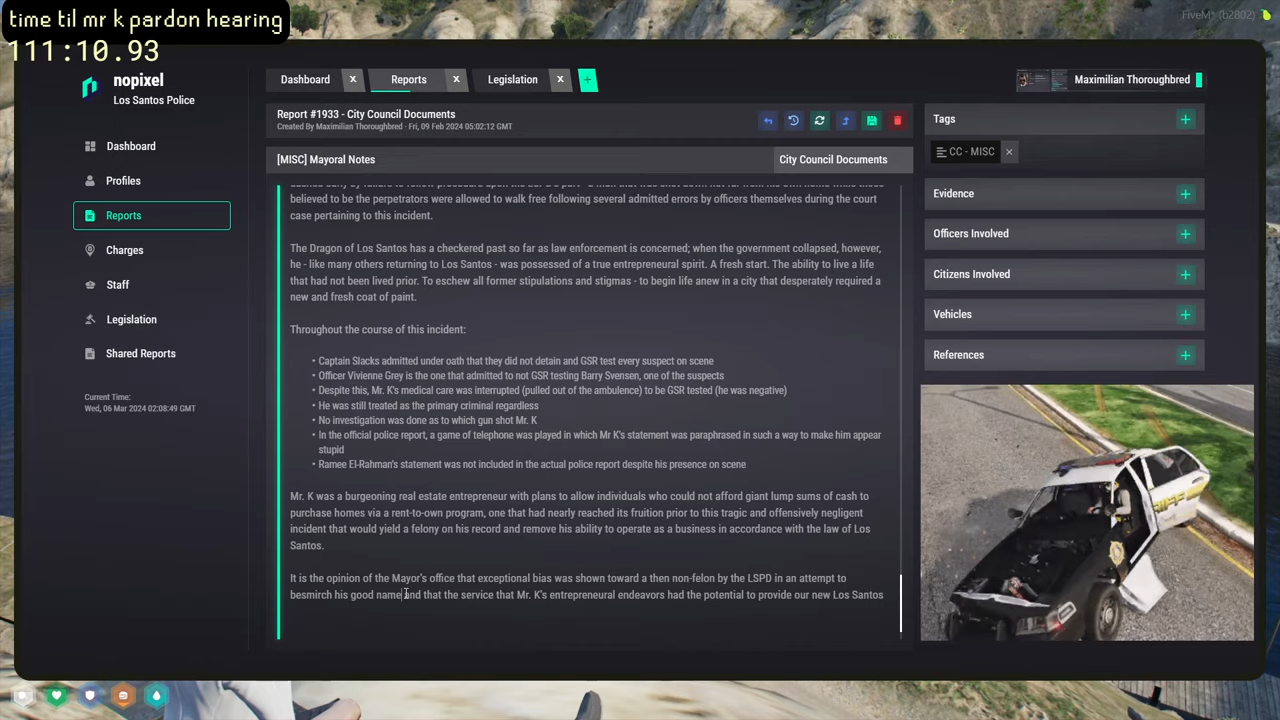 time til mr k pardon hearing
111:10.93
FiveM® (b2802)
nopixel
Los Santos Police
Dashboard x Reports x Legislation x +
Maximilian Thoroughbred
Report #1933 - City Council Documents
Created By Maximilian Thoroughbred · Fri, 09 Feb 2024 05:02:12 GMT
Tags
Dashboard
Profiles
Reports
Charges
Staff
Legislation
Shared Reports
Current Time:
Wed, 06 Mar 2024 02:08:49 GMT
[MISC] Mayoral Notes
City Council Documents
believed to be the perpetrators were allowed to walk free following several admitted errors by officers themselves during the court
case pertaining to this incident.
The Dragon of Los Santos has a checkered past so far as law enforcement is concerned; when the government collapsed, however,
he - like many others returning to Los Santos - was possessed of a true entrepreneurial spirit. A fresh start. The ability to live a life
that had not been lived prior. To eschew all former stipulations and stigmas - to begin life anew in a city that desperately required a
new and fresh coat of paint.
Throughout the course of this incident:
• Captain Slacks admitted under oath that they did not detain and GSR test every suspect on scene
• Officer Vivienne Grey is the one that admitted to not GSR testing Barry Svensen, one of the suspects
• Despite this, Mr. K's medical care was interrupted (pulled out of the ambulence) to be GSR tested (he was negative)
• He was still treated as the primary criminal regardless
• No investigation was done as to which gun shot Mr. K
• In the official police report, a game of telephone was played in which Mr K's statement was paraphrased in such a way to make him appear
stupid
• Ramee El-Rahman's statement was not included in the actual police report despite his presence on scene
Mr. K was a burgeoning real estate entrepreneur with plans to allow individuals who could not afford giant lump sums of cash to
purchase homes via a rent-to-own program, one that had nearly reached its fruition prior to this tragic and offensively negligent
incident that would yield a felony on his record and remove his ability to operate as a business in accordance with the law of Los
Santos.
It is the opinion of the Mayor's office that exceptional bias was shown toward a then non-felon by the LSPD in an attempt to
besmirch his good name and that the service that Mr. K's entrepreneurial endeavors had the potential to provide our new Los Santos
CC - MISC x
Evidence
Officers Involved
Citizens Involved
Vehicles
References